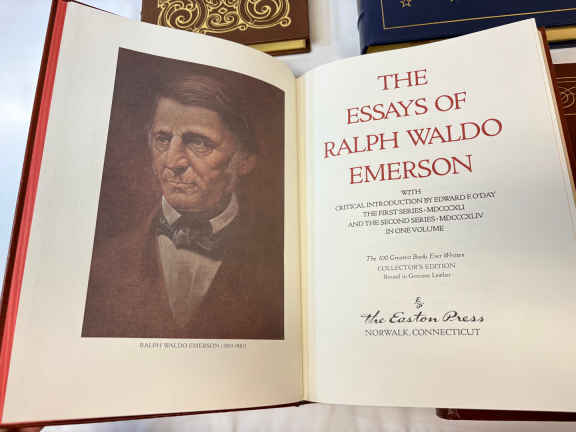 RALPH WALDO EMERSON (1803-1882)
THE
ESSAYS OF
RALPH WALDO
EMERSON
WITH
CRITICAL INTRODUCTION BY EDWARD F. O'DAY
THE FIRST SERIES · MDCCCXLI
AND THE SECOND SERIES · MDCCCXLIV
IN ONE VOLUME
The 100 Greatest Books Ever Written
COLLECTOR'S EDITION
Bound in Genuine Leather
the Easton Press
NORWALK, CONNECTICUT